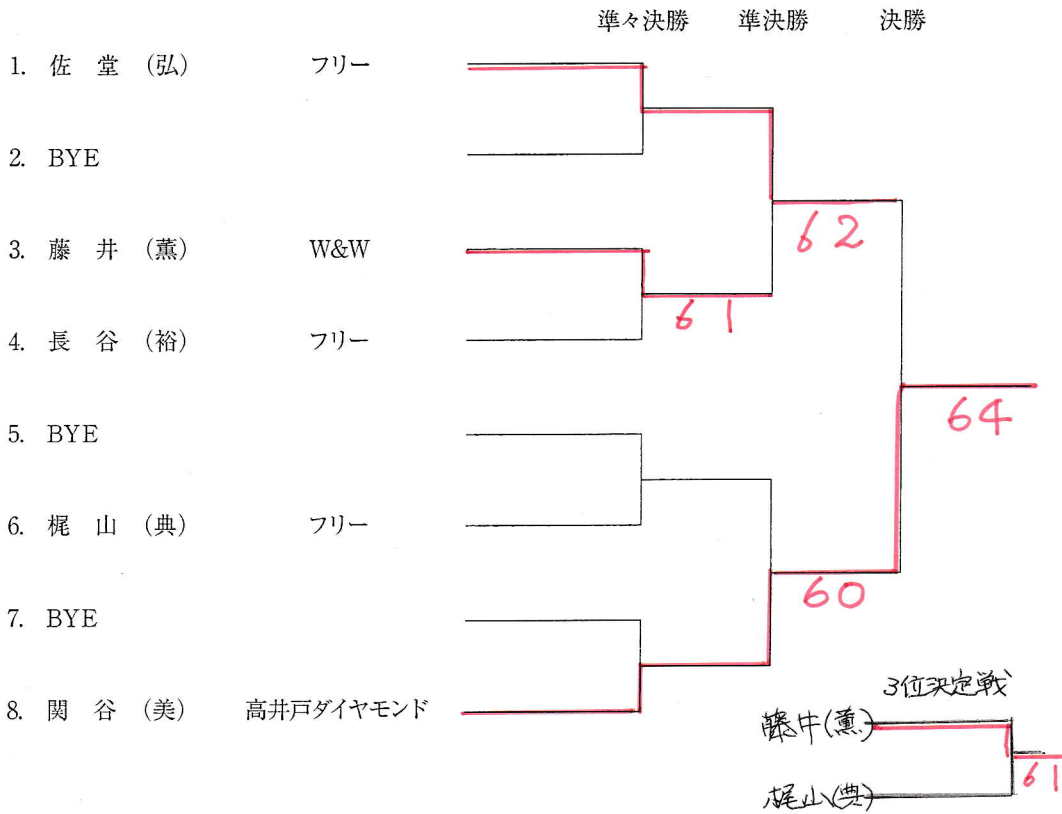 準々決勝 準決勝 決勝
1. 佐 堂 (弘) フリー
2. BYE
62
3. 藤 井 (薫) W&W
61
4. 長 谷 (裕) フリー
64
5. BYE
6. 梶 山 (典) フリー
60
7. BYE
3位決定戦
8. 関 谷 (美) 高井戸ダイヤモンド
藤井(薫)
61
梶山(典)